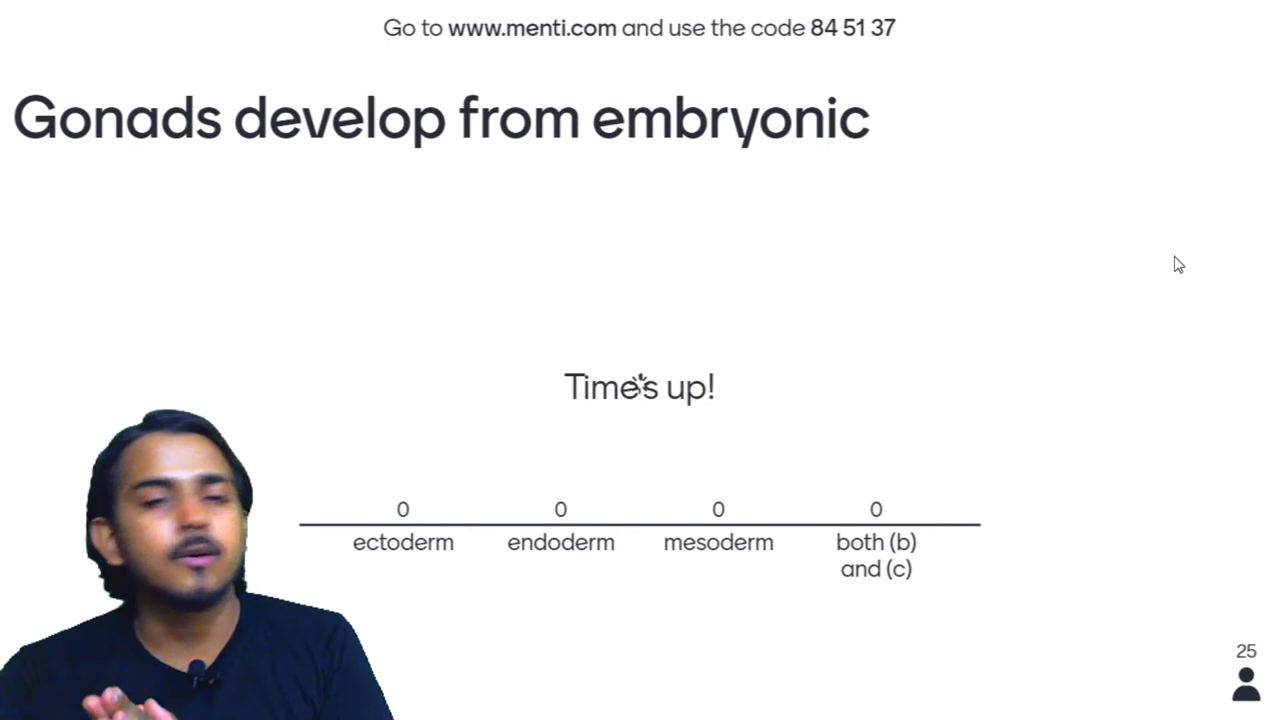 Go to www.menti.com and use the code 84 51 37
Gonads develop from embryonic
Time's up!
0 0 0 0
ectoderm endoderm mesoderm both (b)
and (c)
25